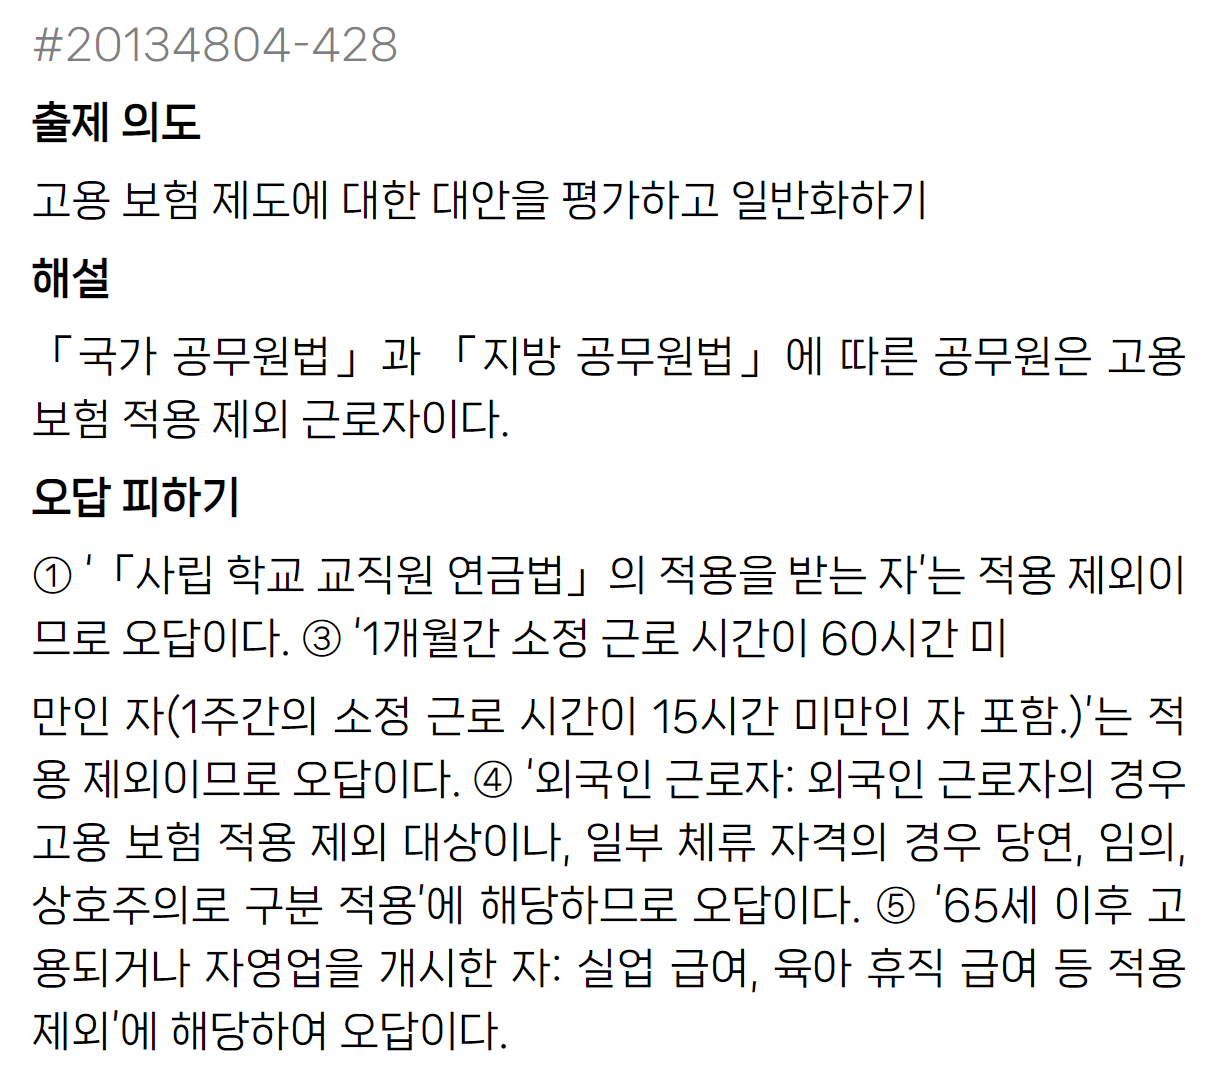 #20134804-428
출제 의도
고용 보험 제도에 대한 대안을 평가하고 일반화하기
해설
「국가 공무원법」과 「지방 공무원법」에 따른 공무원은 고용
보험 적용 제외 근로자이다.
오답 피하기
① ‘「사립 학교 교직원 연금법」의 적용을 받는 자’는 적용 제외이
므로 오답이다. ③ ‘1개월간 소정 근로 시간이 60시간 미
만인 자(1주간의 소정 근로 시간이 15시간 미만인 자 포함.)’는 적
용 제외이므로 오답이다. ④ ‘외국인 근로자: 외국인 근로자의 경우
고용 보험 적용 제외 대상이나, 일부 체류 자격의 경우 당연, 임의,
상호주의로 구분 적용’에 해당하므로 오답이다. ⑤ ‘65세 이후 고
용되거나 자영업을 개시한 자: 실업 급여, 육아 휴직 급여 등 적용
제외’에 해당하여 오답이다.